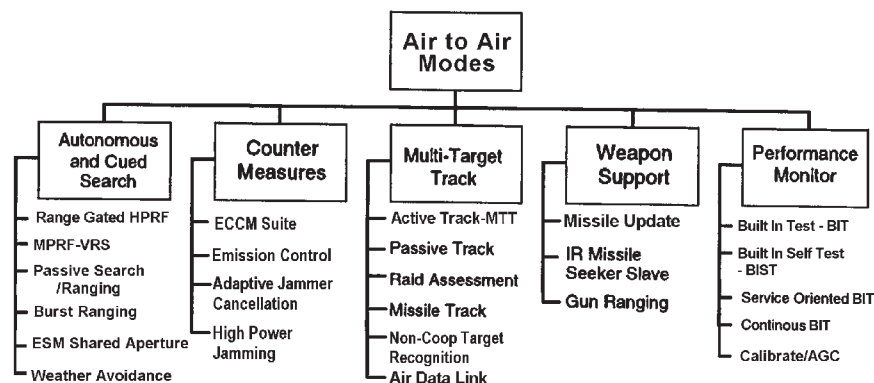 Air to Air
Modes
Autonomous
and Cued
Search
Range Gated HPRF
MPRF-VRS
Passive Search
/Ranging
Burst Ranging
ESM Shared Aperture
Weather Avoidance
Counter
Measures
ECCM Suite
Emission Control
Adaptive Jammer
Cancellation
High Power
Jamming
Multi-Target
Track
Active Track-MTT
Passive Track
Raid Assessment
Missile Track
Non-Coop Target
Recognition
Air Data Link
Weapon
Support
Missile Update
IR Missile
Seeker Slave
Gun Ranging
Performance
Monitor
Built In Test - BIT
Built In Self Test
- BIST
Service Oriented BIT
Continous BIT
Calibrate/AGC